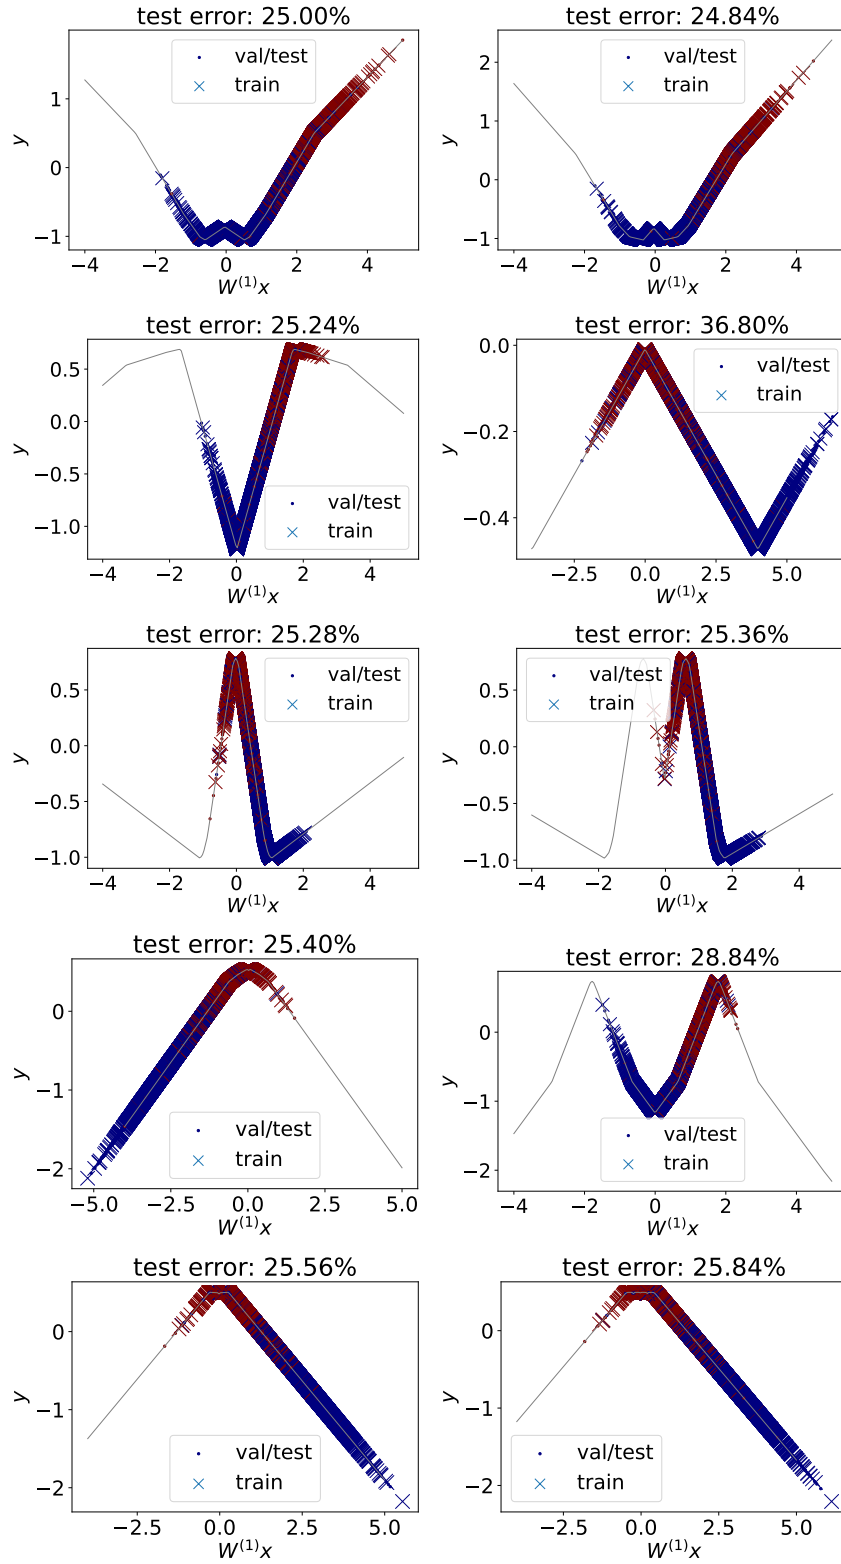 test error: 25.00%
val/test
train
y
1
0
−1
−4
−2
0
2
4
W^{(1)}x
test error: 24.84%
val/test
train
y
2
1
0
−1
−4
−2
0
2
4
W^{(1)}x
test error: 25.24%
y
0.5
0.0
−0.5
−1.0
val/test
train
−4
−2
0
2
4
W^{(1)}x
test error: 36.80%
val/test
train
y
0.0
−0.2
−0.4
−2.5
0.0
2.5
5.0
W^{(1)}x
test error: 25.28%
val/test
train
y
0.5
0.0
−0.5
−1.0
−4
−2
0
2
4
W^{(1)}x
test error: 25.36%
val/test
train
y
0.5
0.0
−0.5
−1.0
−4
−2
0
2
4
W^{(1)}x
test error: 25.40%
y
0
−1
−2
val/test
train
−5.0
−2.5
0.0
2.5
5.0
W^{(1)}x
test error: 28.84%
y
0
−1
−2
val/test
train
−4
−2
0
2
4
W^{(1)}x
test error: 25.56%
y
0
−1
−2
val/test
train
−2.5
0.0
2.5
5.0
W^{(1)}x
test error: 25.84%
y
0
−1
−2
val/test
train
−2.5
0.0
2.5
5.0
W^{(1)}x